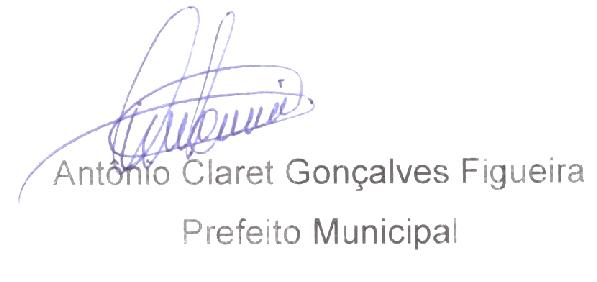 Antônio Claret Gonçalves Figueira
Prefeito Municipal